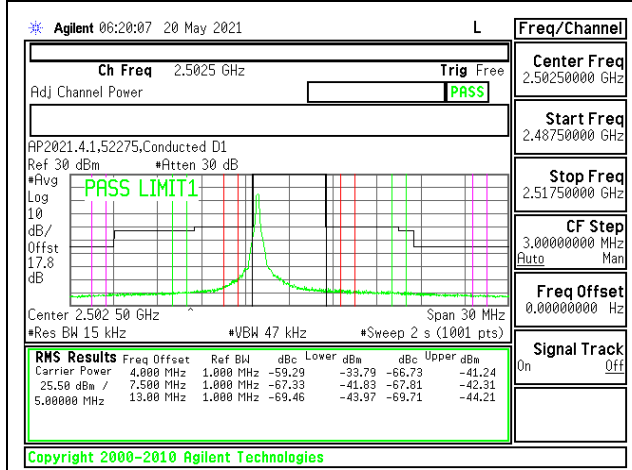 Agilent 06:20:07 20 May 2021 L
Freq/Channel
Ch Freq 2.5025 GHz Trig Free
Adj Channel Power PASS
AP2021.4.1,52275,Conducted D1
Ref 30 dBm #Atten 30 dB
#Avg
Log
10
dB/
Offst
17.8
dB
PASS LIMIT1
Center 2.502 50 GHz ^ Span 30 MHz
#Res BW 15 kHz #VBW 47 kHz #Sweep 2 s (1001 pts)
RMS Results Freq Offset Ref BW dBc Lower dBm dBc Upper dBm
Carrier Power 4.000 MHz 1.000 MHz -59.29 -33.79 -66.73 -41.24
25.50 dBm / 7.500 MHz 1.000 MHz -67.33 -41.83 -67.81 -42.31
5.00000 MHz 13.00 MHz 1.000 MHz -69.46 -43.97 -69.71 -44.21
Center Freq
2.50250000 GHz
Start Freq
2.48750000 GHz
Stop Freq
2.51750000 GHz
CF Step
3.00000000 MHz
Auto Man
Freq Offset
0.00000000 Hz
Signal Track
On Off
Copyright 2000-2010 Agilent Technologies